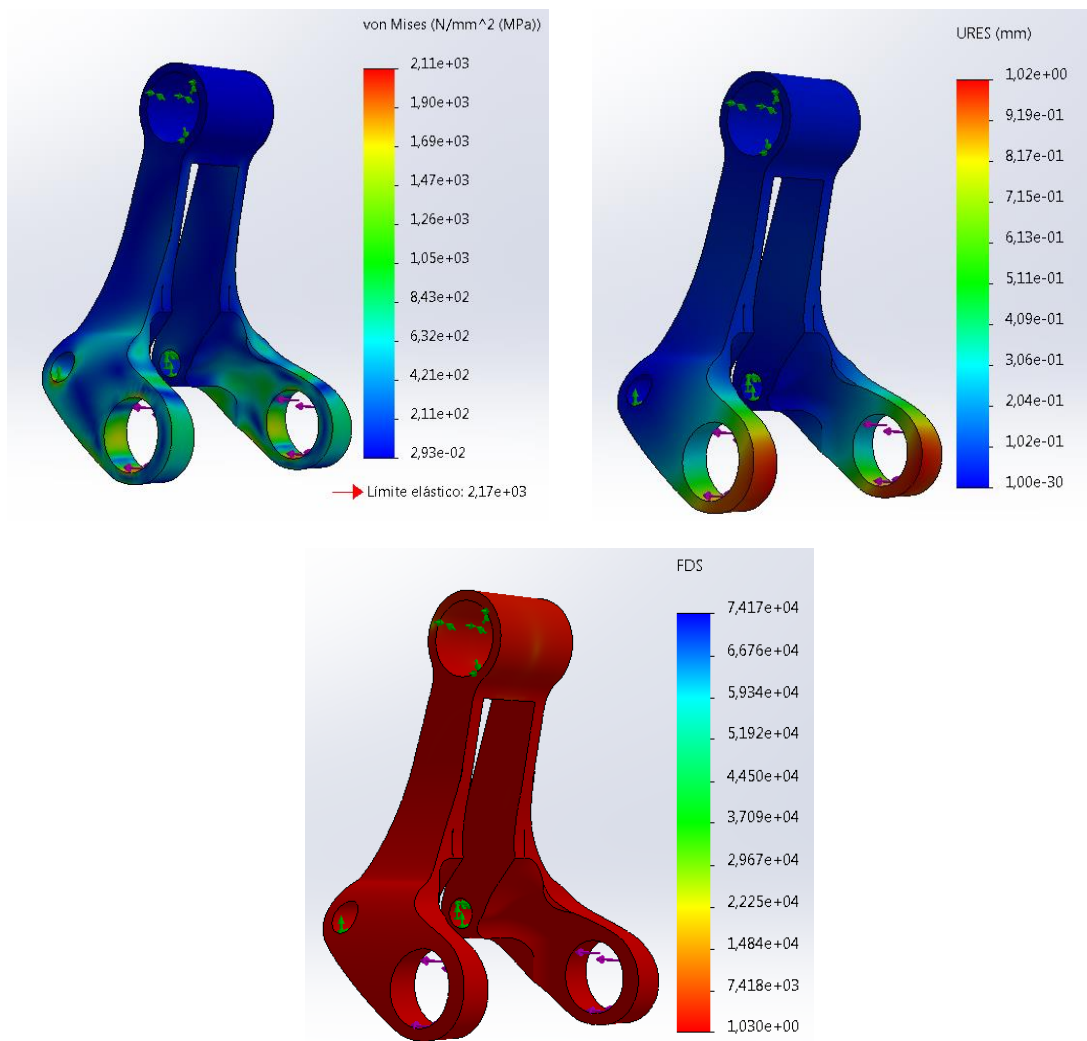 von Mises (N/mm^2 (MPa))
2,11e+03
1,90e+03
1,69e+03
1,47e+03
1,26e+03
1,05e+03
8,43e+02
6,32e+02
4,21e+02
2,11e+02
2,93e-02
Límite elástico: 2,17e+03
URES (mm)
1,02e+00
9,19e-01
8,17e-01
7,15e-01
6,13e-01
5,11e-01
4,09e-01
3,06e-01
2,04e-01
1,02e-01
1,00e-30
FDS
7,417e+04
6,676e+04
5,934e+04
5,192e+04
4,450e+04
3,709e+04
2,967e+04
2,225e+04
1,484e+04
7,418e+03
1,030e+00